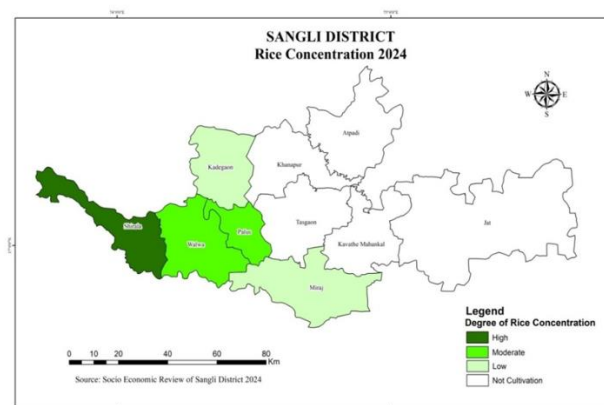 SANGLI DISTRICT
Rice Concentration 2024
N
W E
S
Atpadi
Khanapur
Kadegaon
Shirala
Walwa
Palus
Tasgaon
Kavathe Mahankal
Jat
Miraj
Legend
Degree of Rice Concentration
High
Moderate
Low
Not Cultivation
0 5 10 20 40 60 80
Km
Source: Socio Economic Review of Sangli District 2024